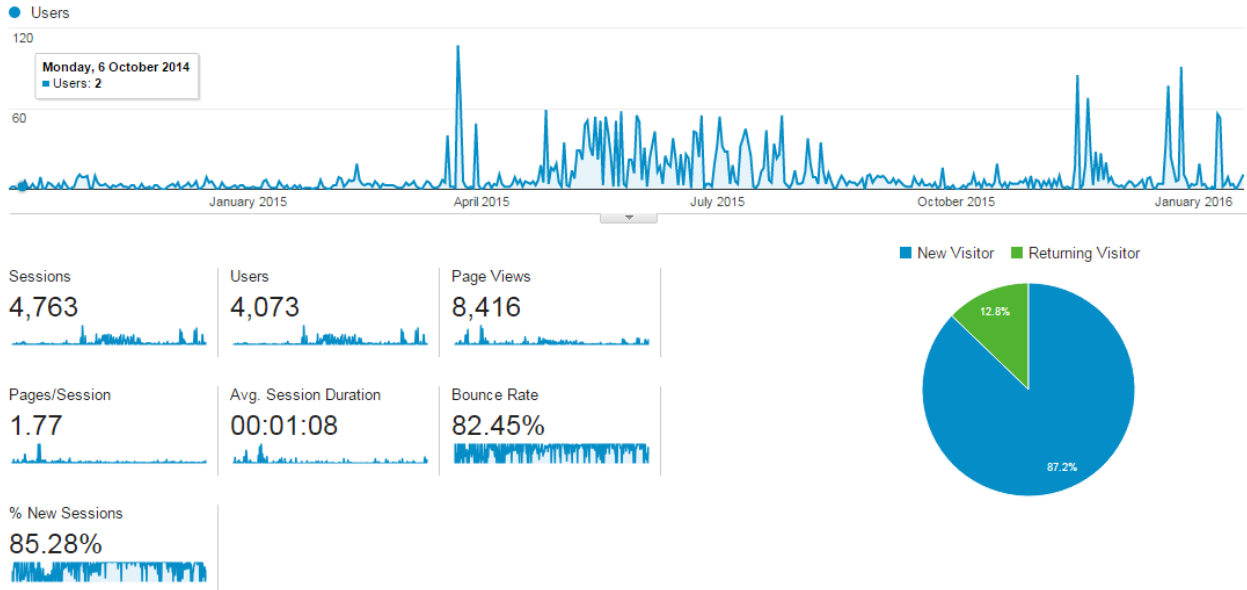 Users
120
Monday, 6 October 2014
Users: 2
60
January 2015
April 2015
July 2015
October 2015
January 2016
New Visitor
Returning Visitor
Sessions
4,763
Users
4,073
Page Views
8,416
12.8%
87.2%
Pages/Session
1.77
Avg. Session Duration
00:01:08
Bounce Rate
82.45%
% New Sessions
85.28%